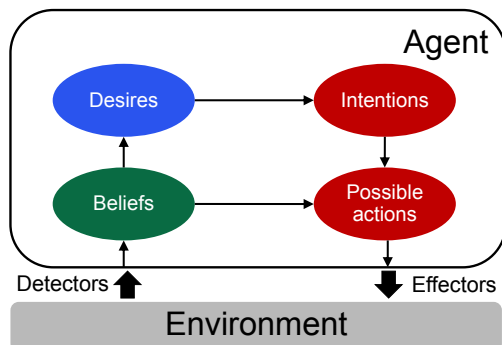 Agent
Desires
Intentions
Beliefs
Possible
actions
Detectors
Effectors
Environment